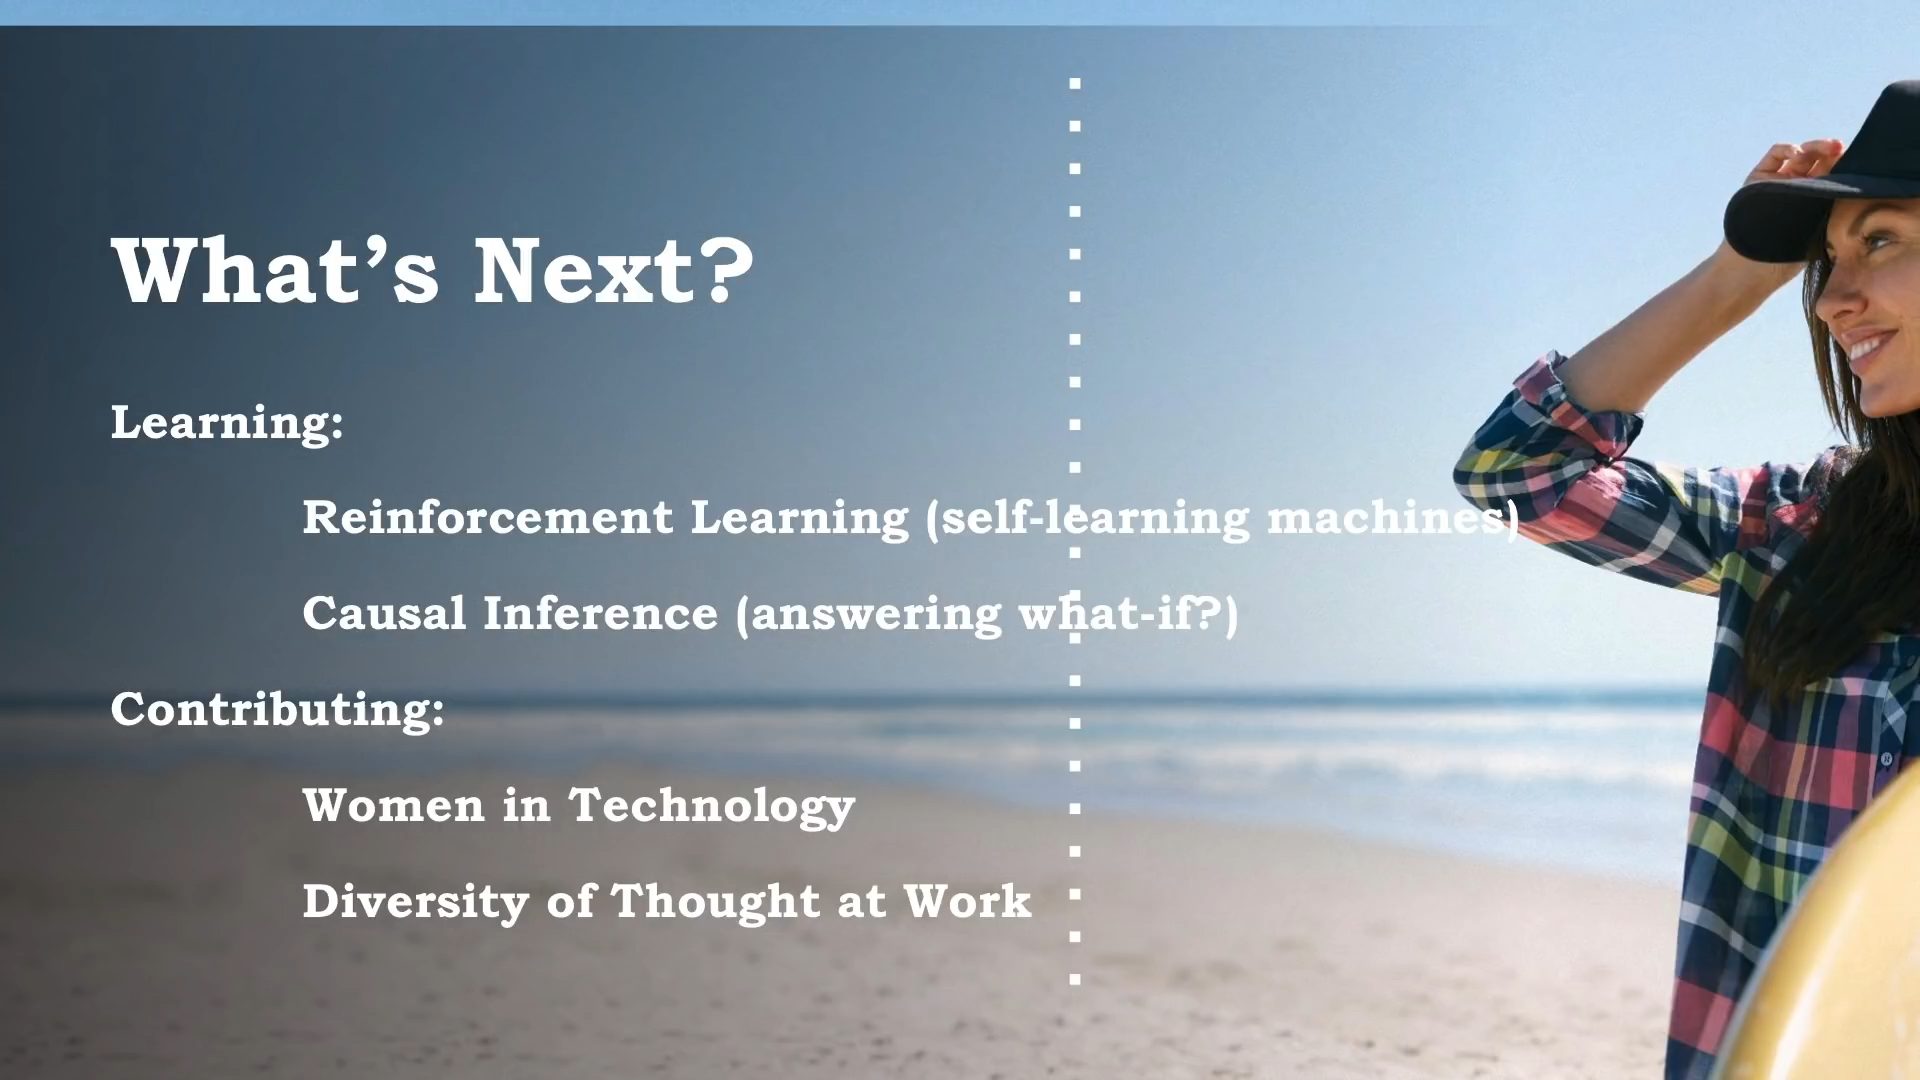 What’s Next?
Learning:
Reinforcement Learning (self-learning machines)
Causal Inference (answering what-if?)
Contributing:
Women in Technology
Diversity of Thought at Work